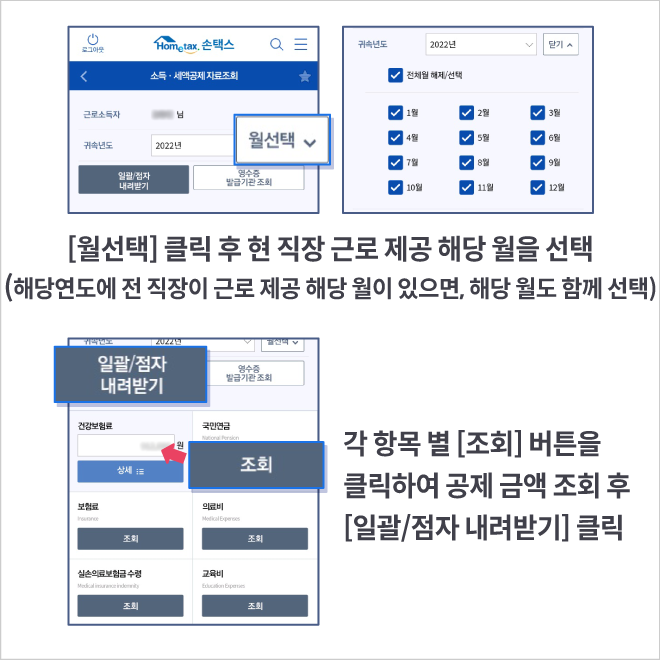 로그아웃
Hometax. 손택스
소득 · 세액공제 자료조회
근로소득자
님
귀속년도
2022년
월선택
일괄/점자
내려받기
영수증
발급기관 조회
귀속년도
2022년
닫기
전체월 해제/선택
1월 2월 3월
4월 5월 6월
7월 8월 9월
10월 11월 12월
[월선택] 클릭 후 현 직장 근로 제공 해당 월을 선택
(해당연도에 전 직장이 근로 제공 해당 월이 있으면, 해당 월도 함께 선택)
귀속년도
2022년
월선택
일괄/점자
내려받기
영수증
발급기관 조회
건강보험료
국민연금
National Pension
원
상세
조회
보험료
Insurance
의료비
Medical Expenses
조회
조회
실손의료보험금 수령
Medical insurance indemnity
교육비
Education Expenses
조회
조회
각 항목 별 [조회] 버튼을
클릭하여 공제 금액 조회 후
[일괄/점자 내려받기] 클릭